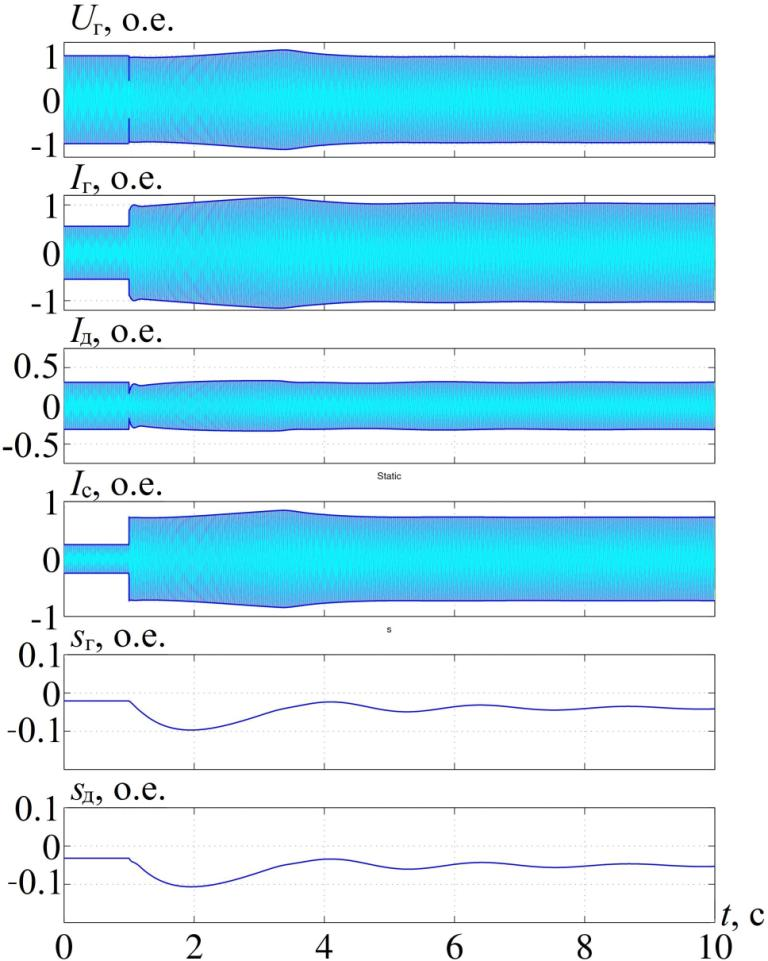 Uг, о.е.
1
0
-1
Iг, о.е.
1
0
-1
Iд, о.е.
0.5
0
-0.5
Static
Iс, о.е.
1
0
-1
s
sг, о.е.
0.1
0
-0.1
sд, о.е.
0.1
0
-0.1
t, с
0 2 4 6 8 10